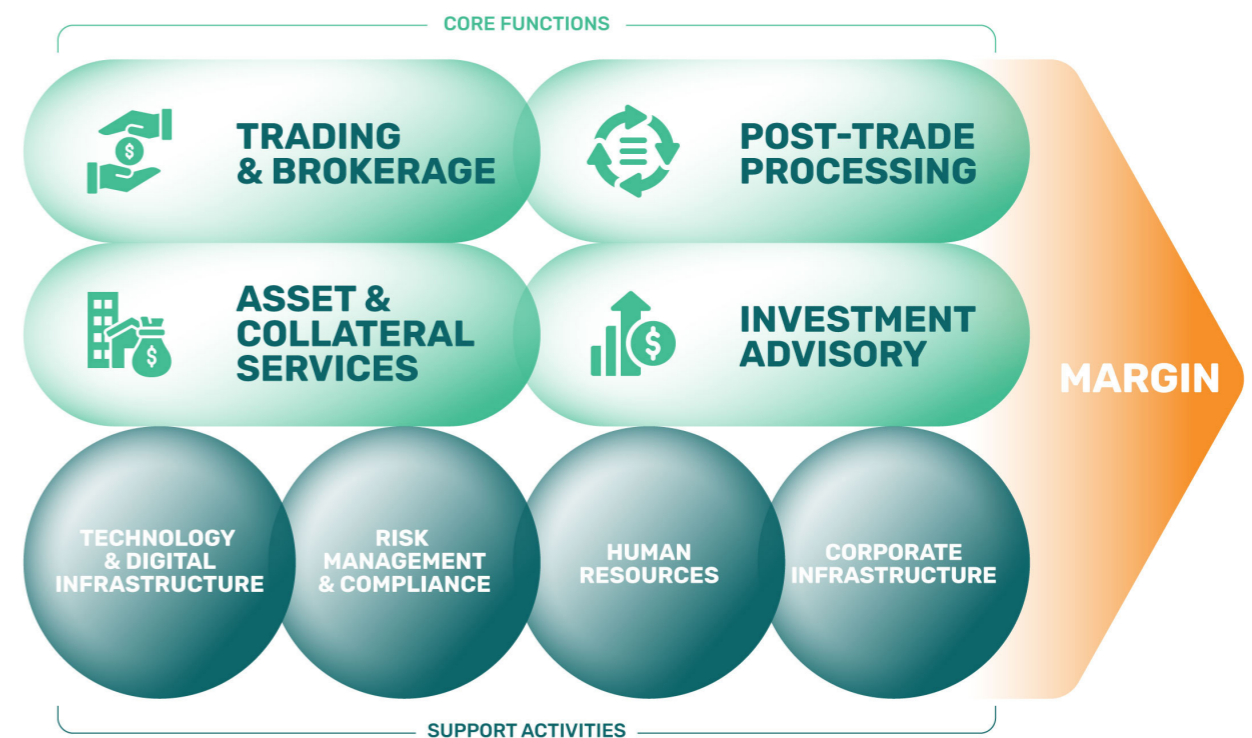 CORE FUNCTIONS
TRADING
& BROKERAGE
POST-TRADE
PROCESSING
ASSET &
COLLATERAL
SERVICES
INVESTMENT
ADVISORY
MARGIN
TECHNOLOGY
& DIGITAL
INFRASTRUCTURE
RISK
MANAGEMENT
& COMPLIANCE
HUMAN
RESOURCES
CORPORATE
INFRASTRUCTURE
SUPPORT ACTIVITIES